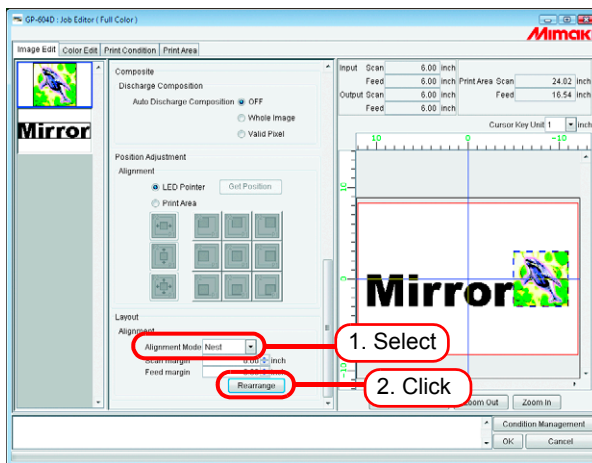 GP-604D : Job Editor ( Full Color )
Mimaki
Image Edit Color Edit Print Condition Print Area
Mirror
Composite
Discharge Composition
Auto Discharge Composition OFF
Whole Image
Valid Pixel
Position Adjustment
Alignment
LED Pointer Get Position
Print Area
Layout
Alignment
Alignment Mode Nest
Scan margin 0.00 inch
Feed margin 0.00 inch
Rearrange
Input Scan 6.00 inch
Feed 6.00 inch Print Area Scan 24.02 inch
Output Scan 6.00 inch Feed 16.54 inch
Feed 6.00 inch
Cursor Key Unit 1 inch
10 0 -10
0
Mirror
-10
1. Select
2. Click
Zoom Out Zoom In
Condition Management
OK Cancel